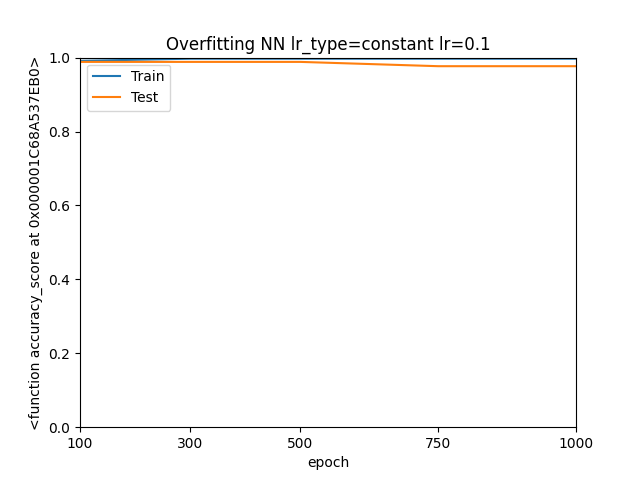 Overfitting NN lr_type=constant lr=0.1
<function accuracy_score at 0x000001C68A537EB0>
1.0
0.8
0.6
0.4
0.2
0.0
Train
Test
100
300
500
750
1000
epoch